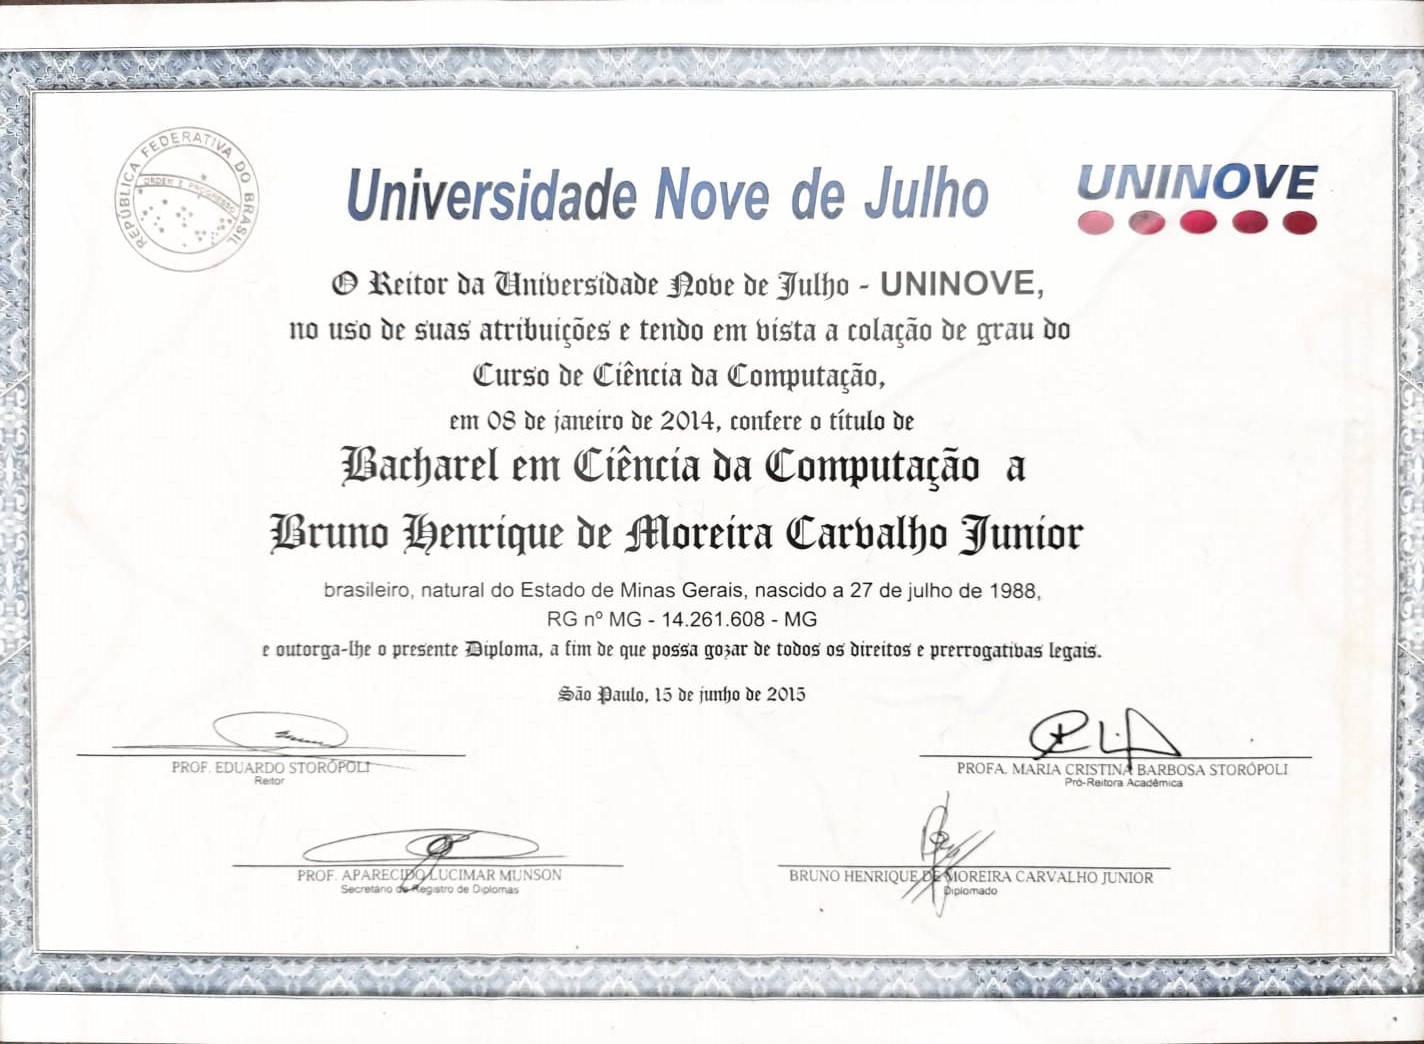 REPÚBLICA FEDERATIVA DO BRASIL
ORDEM E PROGRESSO
Universidade Nove de Julho
UNINOVE
O Reitor da Universidade Nove de Julho - UNINOVE,
no uso de suas atribuições e tendo em vista a colação de grau do
Curso de Ciência da Computação,
em 08 de janeiro de 2014, confere o título de
Bacharel em Ciência da Computação a
Bruno Henrique de Moreira Carvalho Junior
brasileiro, natural do Estado de Minas Gerais, nascido a 27 de julho de 1988,
RG nº MG - 14.261.608 - MG
e outorga-lhe o presente Diploma, a fim de que possa gozar de todos os direitos e prerrogativas legais.
São Paulo, 15 de junho de 2015
PROF. EDUARDO STORÓPOLI
Reitor
PROFA. MARIA CRISTINA BARBOSA STORÓPOLI
Pró-Reitora Acadêmica
PROF. APARECIDO LUCIMAR MUNSON
Secretário de Registro de Diplomas
BRUNO HENRIQUE DE MOREIRA CARVALHO JUNIOR
Diplomado